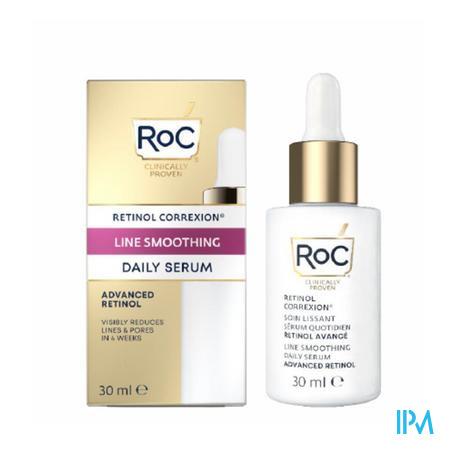 RoC
CLINICALLY
PROVEN
RETINOL CORREXION®
LINE SMOOTHING
DAILY SERUM
ADVANCED
RETINOL
VISIBLY REDUCES
LINES & PORES
IN 4 WEEKS
30 ml ℮
RoC
CLINICALLY
PROVEN
RETINOL
CORREXION®
SOIN LISSANT
SÉRUM QUOTIDIEN
RETINOL AVANCÉ
LINE SMOOTHING
DAILY SERUM
ADVANCED RETINOL
30 ml ℮
IPM